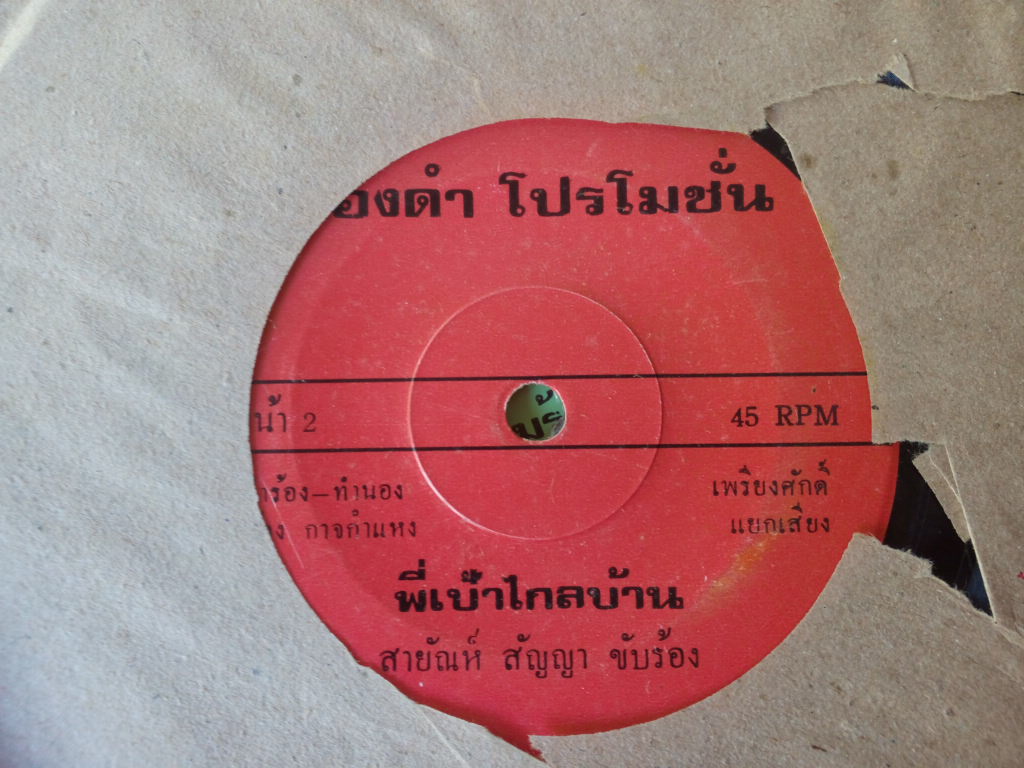 องดำ โปรโมชั่น
น้า 2
45 RPM
ร้อง–ทำนอง
ง กาจกำแหง
เพรียงศักดิ์
แยกเสียง
พี่เป๋าไกลบ้าน
สายัณห์ สัญญา ขับร้อง